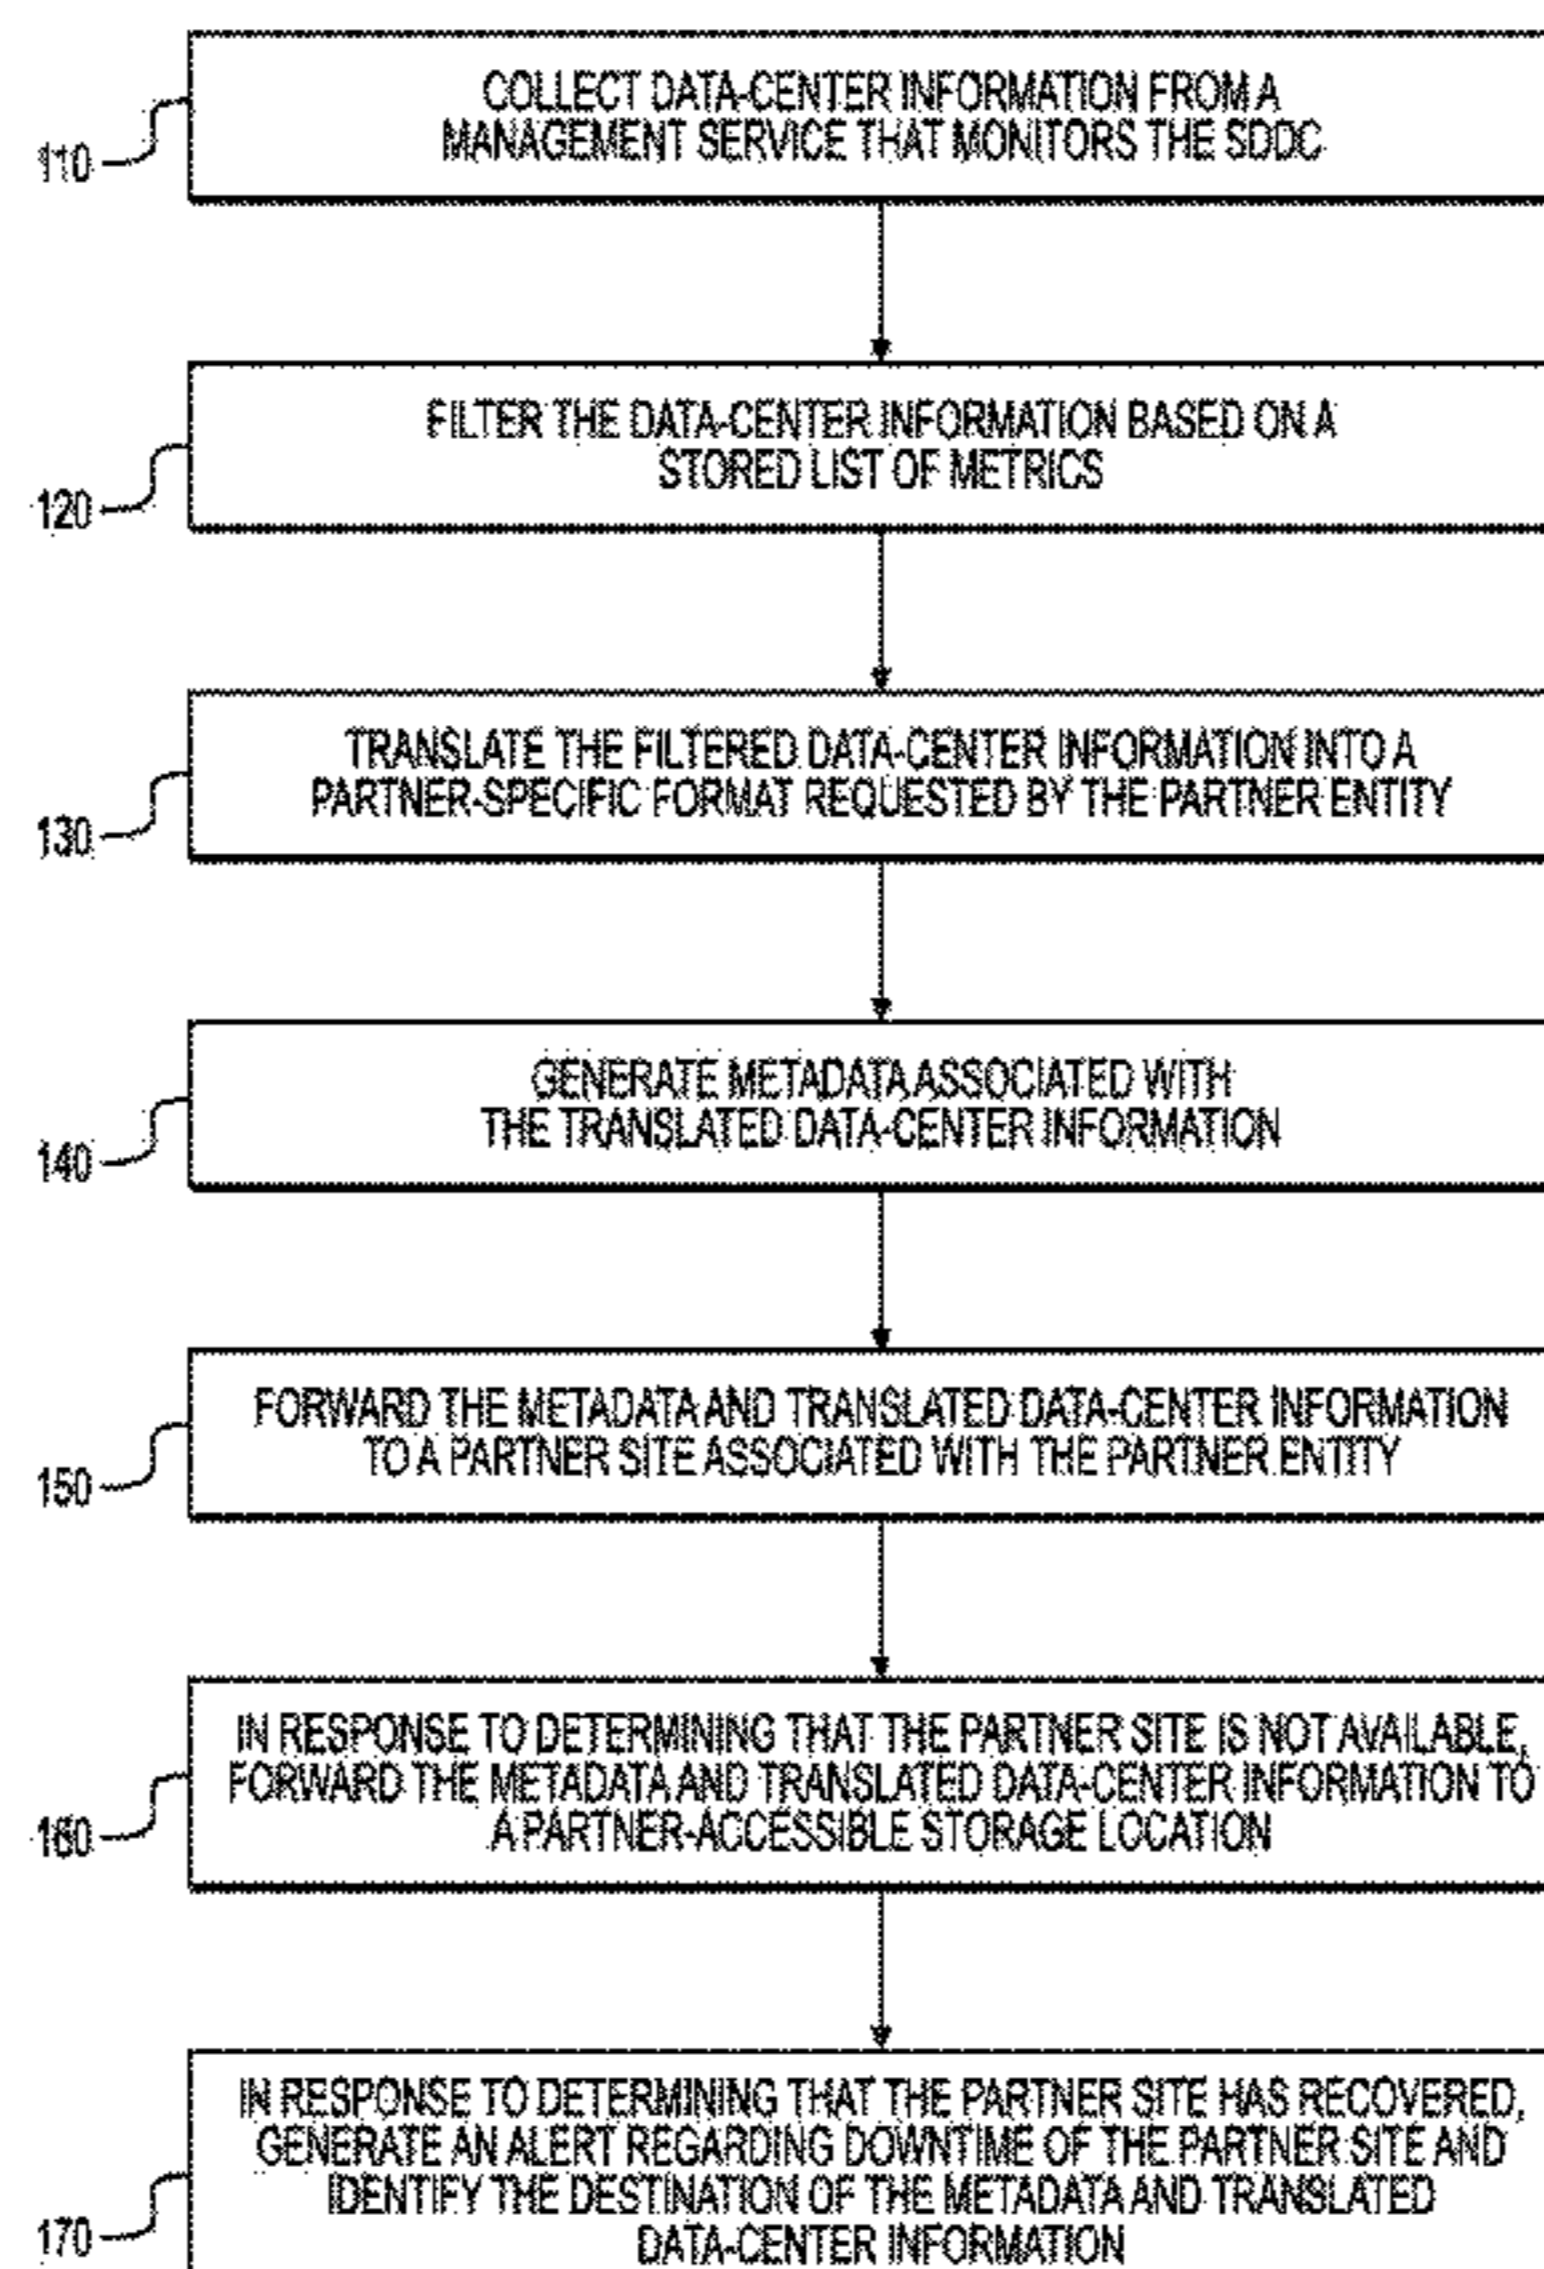 COLLECT DATA-CENTER INFORMATION FROM A
MANAGEMENT SERVICE THAT MONITORS THE SDDC
110
FILTER THE DATA-CENTER INFORMATION BASED ON A
STORED LIST OF METRICS
120
TRANSLATE THE FILTERED DATA-CENTER INFORMATION INTO A
PARTNER-SPECIFIC FORMAT REQUESTED BY THE PARTNER ENTITY
130
GENERATE METADATA ASSOCIATED WITH
THE TRANSLATED DATA-CENTER INFORMATION
140
FORWARD THE METADATA AND TRANSLATED DATA-CENTER INFORMATION
TO A PARTNER SITE ASSOCIATED WITH THE PARTNER ENTITY
150
IN RESPONSE TO DETERMINING THAT THE PARTNER SITE IS NOT AVAILABLE,
FORWARD THE METADATA AND TRANSLATED DATA-CENTER INFORMATION TO
A PARTNER-ACCESSIBLE STORAGE LOCATION
160
IN RESPONSE TO DETERMINING THAT THE PARTNER SITE HAS RECOVERED,
GENERATE AN ALERT REGARDING DOWNTIME OF THE PARTNER SITE AND
IDENTIFY THE DESTINATION OF THE METADATA AND TRANSLATED
DATA-CENTER INFORMATION
170